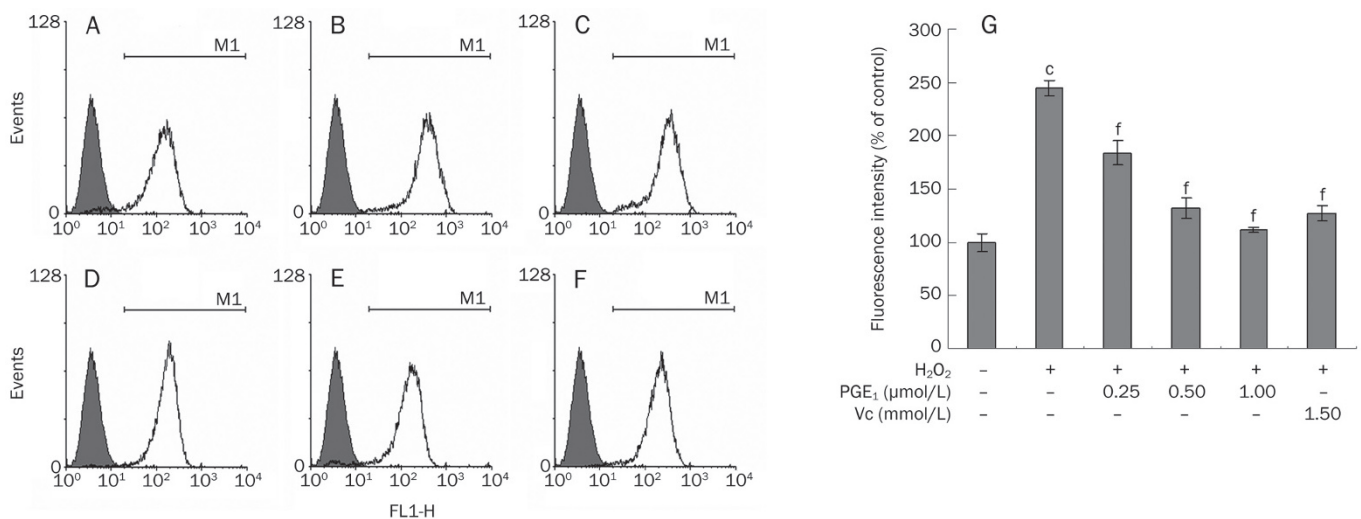 A
128
M1
Events
0
10⁰ 10¹ 10² 10³ 10⁴
B
128
M1
0
10⁰ 10¹ 10² 10³ 10⁴
C
128
M1
0
10⁰ 10¹ 10² 10³ 10⁴
D
128
M1
Events
0
10⁰ 10¹ 10² 10³ 10⁴
E
128
M1
0
10⁰ 10¹ 10² 10³ 10⁴
FL1-H
F
128
M1
0
10⁰ 10¹ 10² 10³ 10⁴
G
Fluorescence intensity (% of control)
300
250
200
150
100
50
0
c
f
f
f
f
H₂O₂ – + + + + +
PGE₁ (μmol/L) – – 0.25 0.50 1.00 –
Vc (mmol/L) – – – – – 1.50